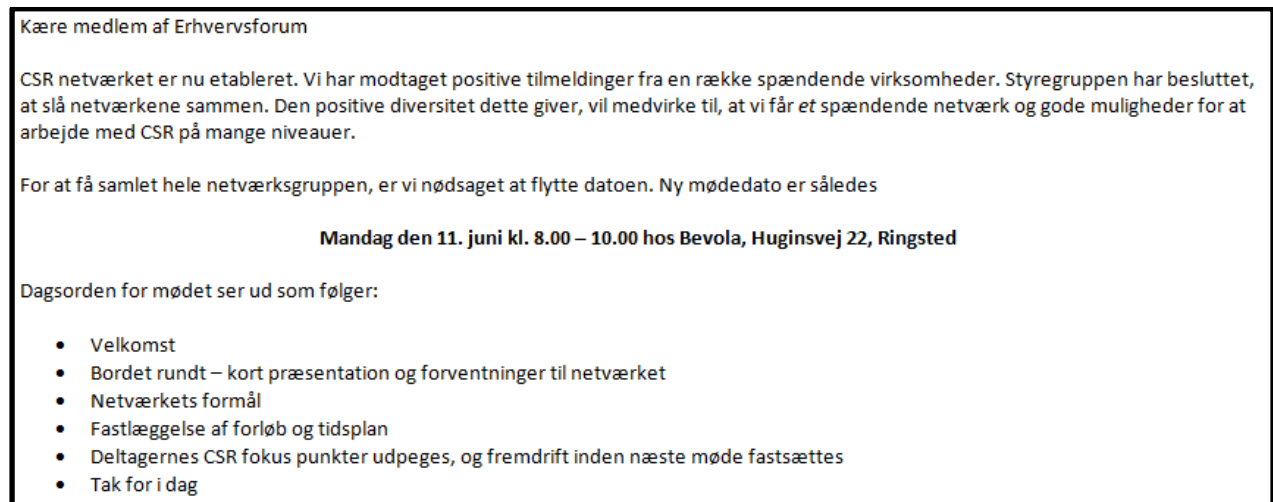 Kære medlem af Erhvervsforum
CSR netværket er nu etableret. Vi har modtaget positive tilmeldinger fra en række spændende virksomheder. Styregruppen har besluttet,
at slå netværkene sammen. Den positive diversitet dette giver, vil medvirke til, at vi får et spændende netværk og gode muligheder for at
arbejde med CSR på mange niveauer.
For at få samlet hele netværksgruppen, er vi nødsaget at flytte datoen. Ny mødedato er således
Mandag den 11. juni kl. 8.00 – 10.00 hos Bevola, Huginsvej 22, Ringsted
Dagsorden for mødet ser ud som følger:
• Velkomst
• Bordet rundt – kort præsentation og forventninger til netværket
• Netværkets formål
• Fastlæggelse af forløb og tidsplan
• Deltagernes CSR fokus punkter udpeges, og fremdrift inden næste møde fastsættes
• Tak for i dag